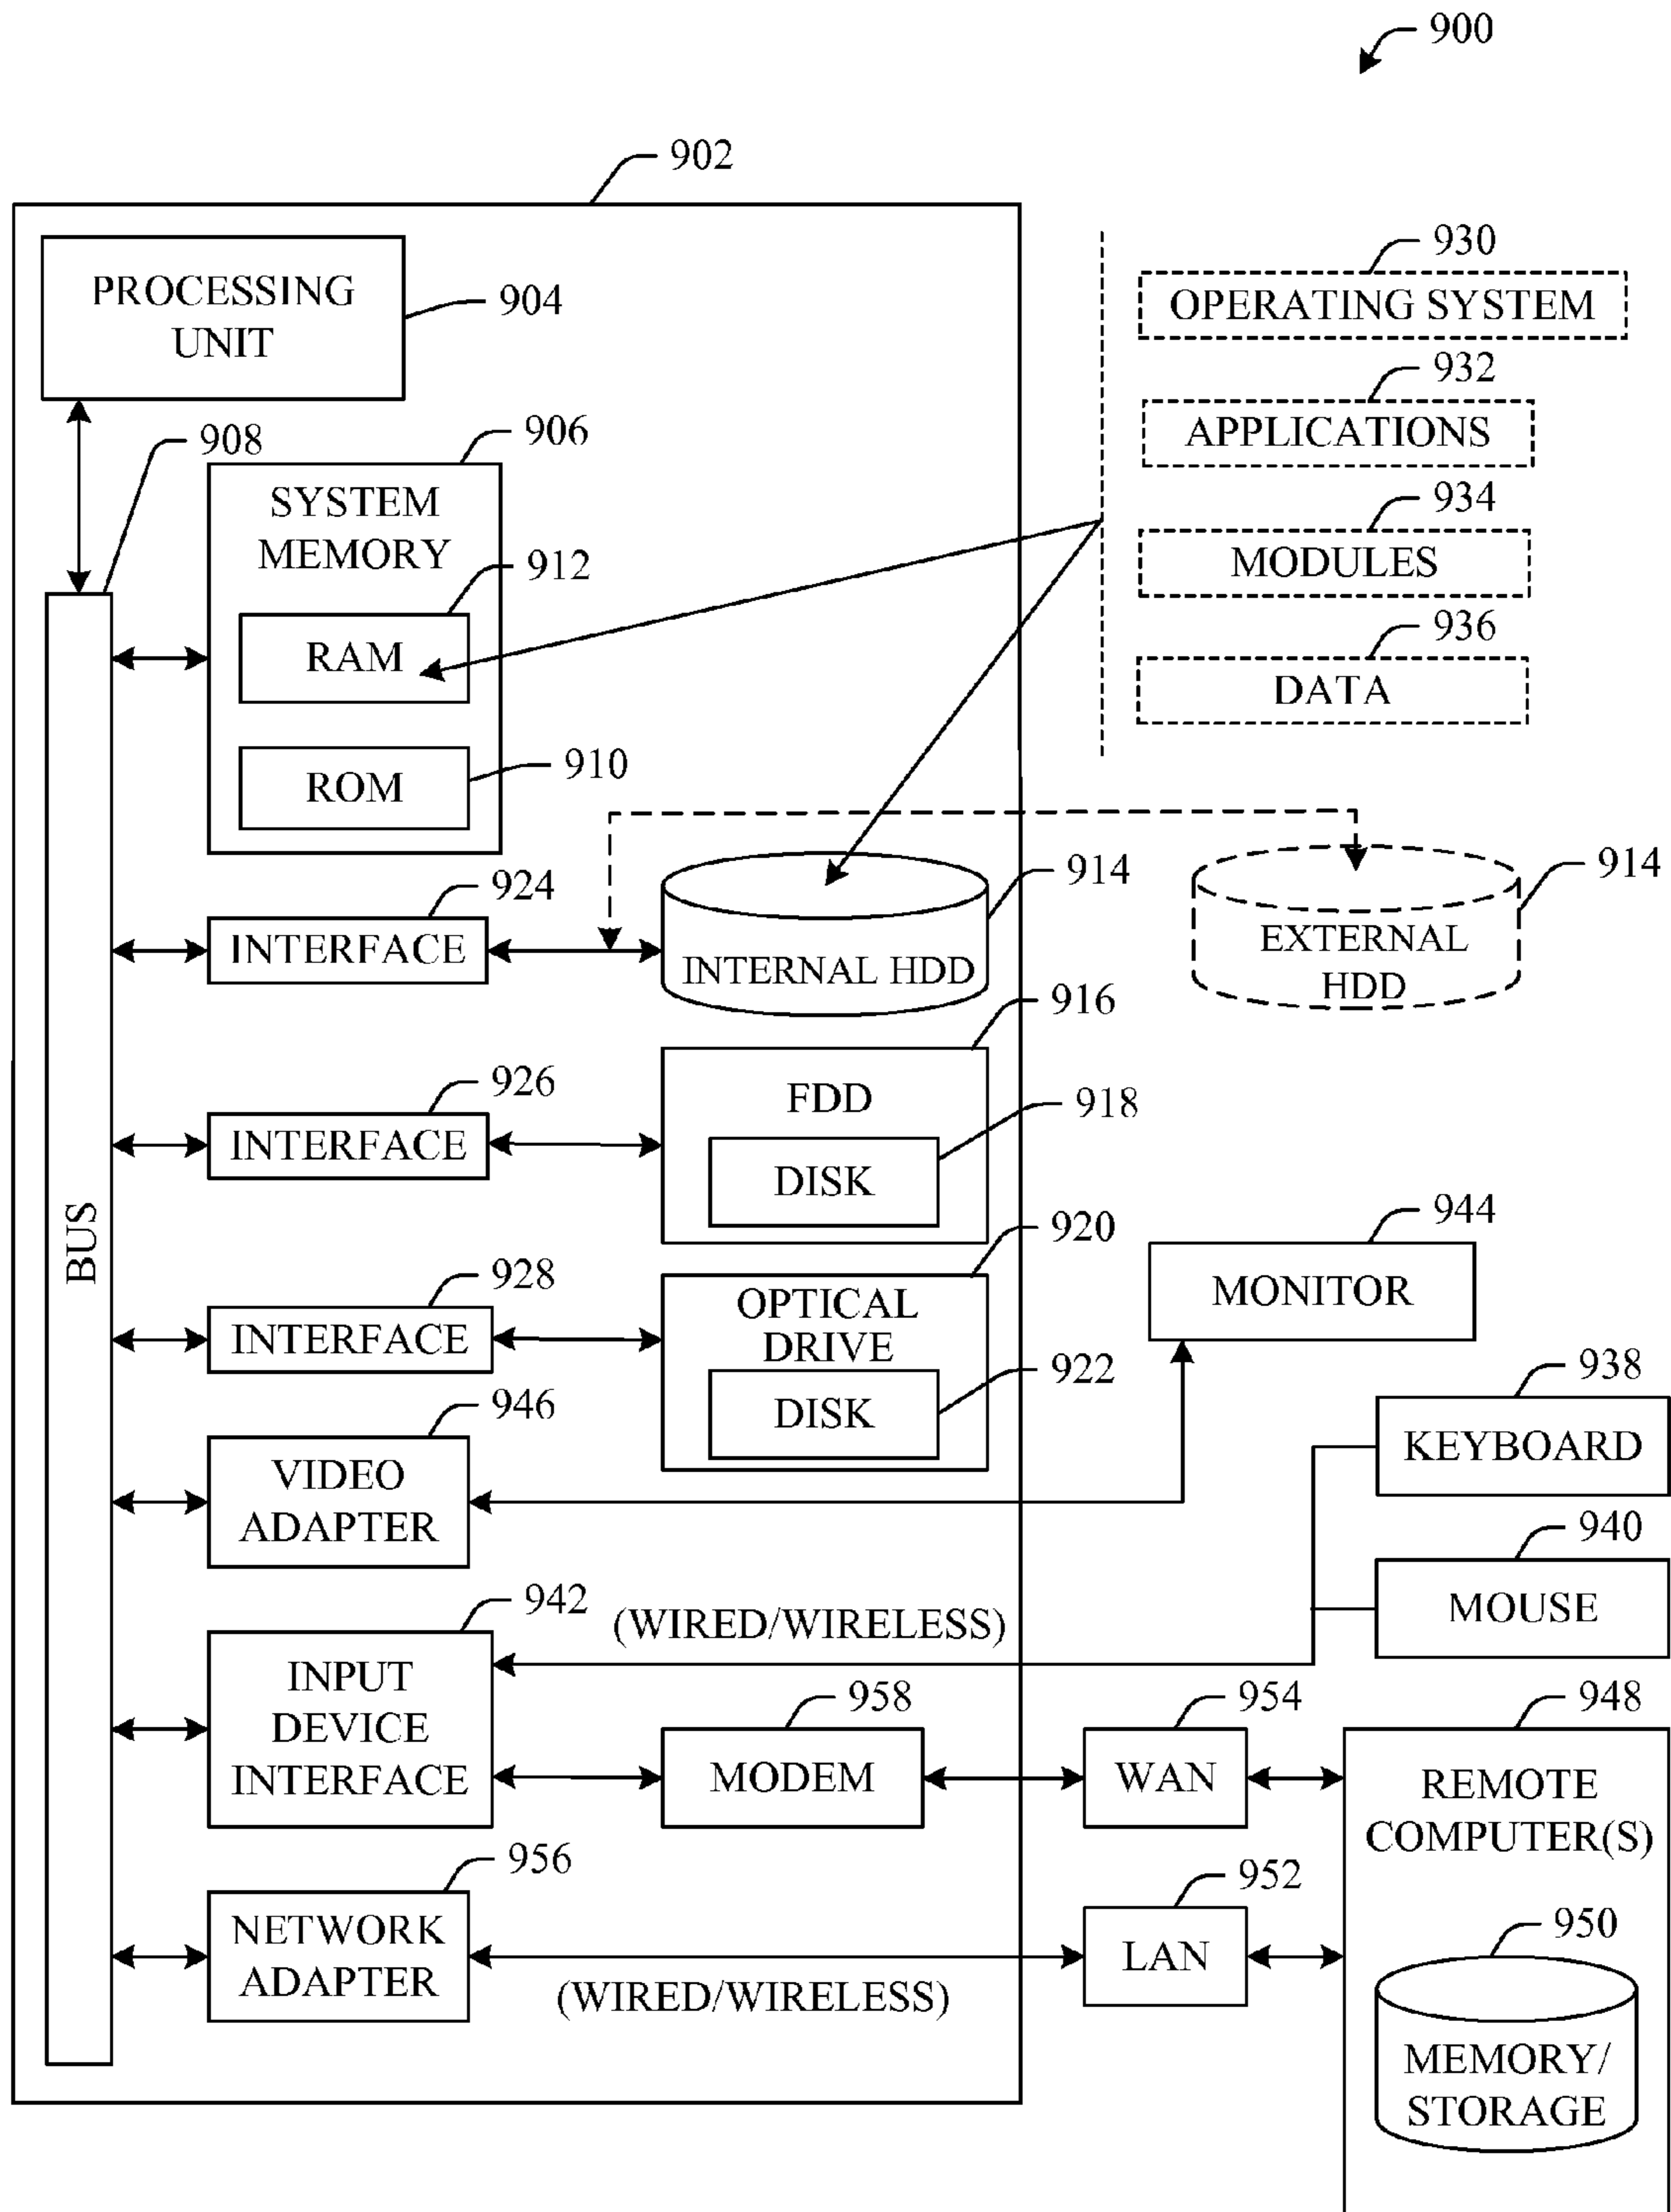 900
902
PROCESSING
UNIT
904
930
OPERATING SYSTEM
932
APPLICATIONS
934
MODULES
936
DATA
908
906
SYSTEM
MEMORY
912
RAM
910
ROM
924
INTERFACE
914
INTERNAL HDD
914
EXTERNAL
HDD
916
926
INTERFACE
FDD
918
DISK
BUS
920
928
INTERFACE
OPTICAL
DRIVE
922
DISK
944
MONITOR
946
VIDEO
ADAPTER
938
KEYBOARD
940
MOUSE
942
(WIRED/WIRELESS)
INPUT
DEVICE
INTERFACE
958
MODEM
954
WAN
948
REMOTE
COMPUTER(S)
956
NETWORK
ADAPTER
(WIRED/WIRELESS)
952
LAN
950
MEMORY/
STORAGE